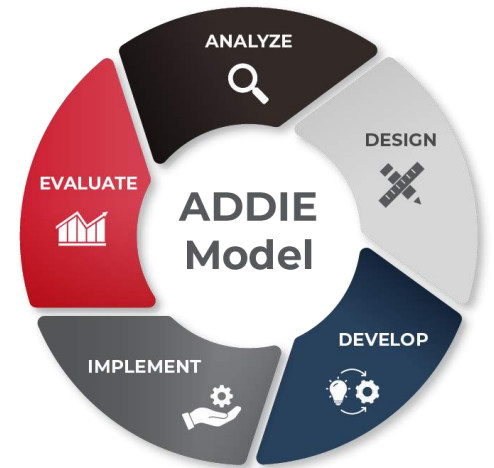 ANALYZE
DESIGN
EVALUATE
ADDIE
Model
DEVELOP
IMPLEMENT